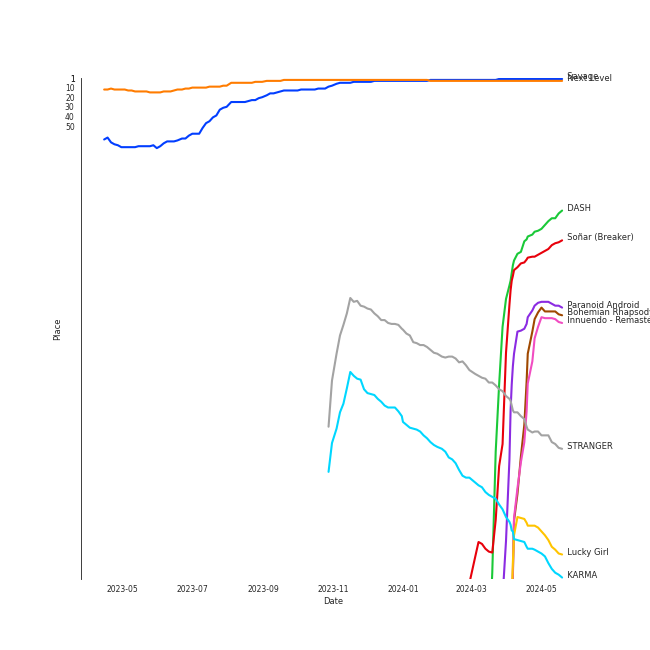 1
10
20
30
40
50
Savage
Next Level
DASH
Soñar (Breaker)
Paranoid Android
Bohemian Rhapsody
Innuendo - Remaste
STRANGER
Lucky Girl
KARMA
Place
2023-05
2023-07
2023-09
2023-11
2024-01
2024-03
2024-05
Date